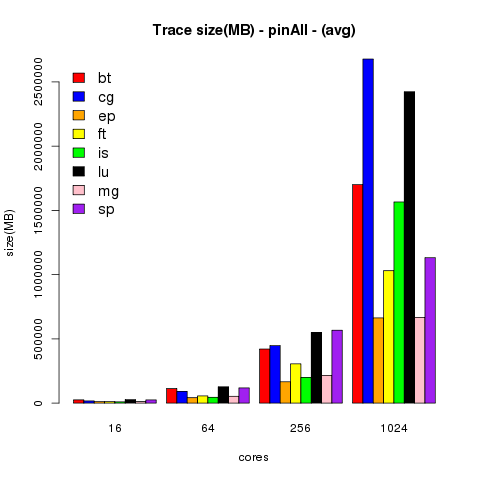 Trace size(MB) - pinAll - (avg)
size(MB)
2500000
2000000
1500000
1000000
500000
0
bt
cg
ep
ft
is
lu
mg
sp
16 64 256 1024
cores